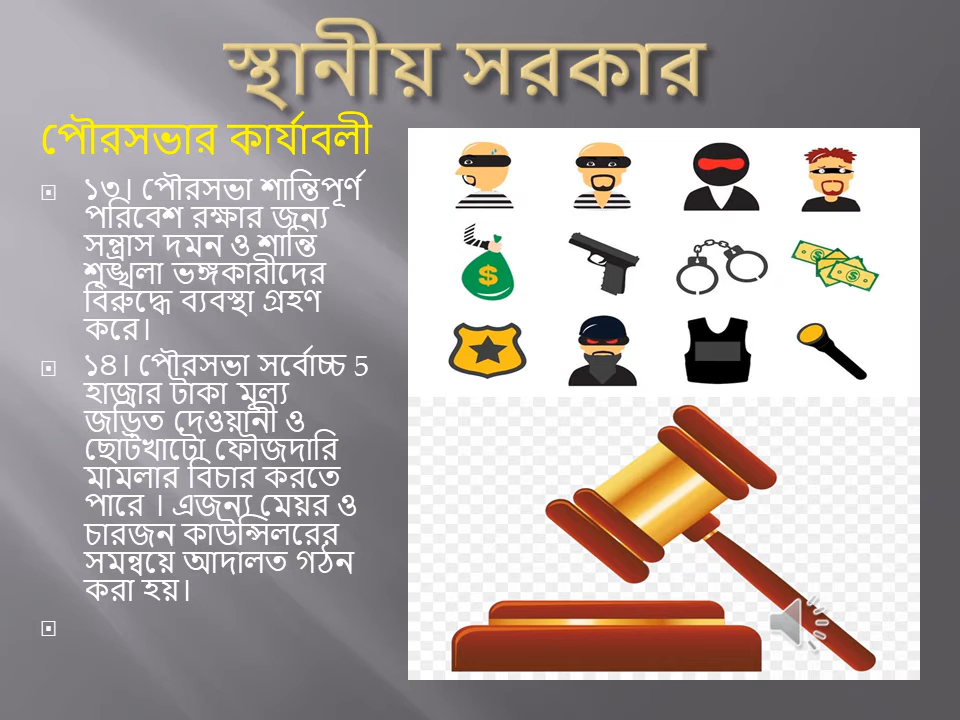 স্থানীয় সরকার
পৌরসভার কার্যাবলী
১৩। পৌরসভা শান্তিপূর্ণ
পরিবেশ রক্ষার জন্য
সন্ত্রাস দমন ও শান্তি
শৃঙ্খলা ভঙ্গকারীদের
বিরুদ্ধে ব্যবস্থা গ্রহণ
করে।
১৪। পৌরসভা সর্বোচ্চ 5
হাজার টাকা মূল্য
জড়িত দেওয়ানী ও
ছোটখাটো ফৌজদারি
মামলার বিচার করতে
পারে । এজন্য মেয়র ও
চারজন কাউন্সিলরের
সমন্বয়ে আদালত গঠন
করা হয়।
$